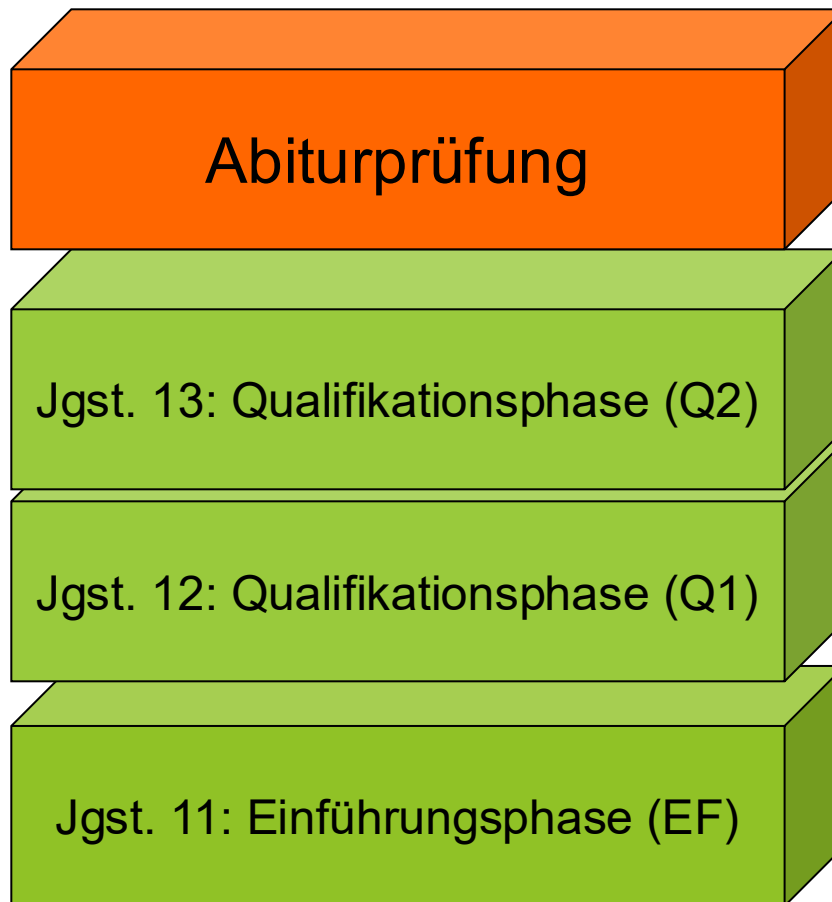 Abiturprüfung
Jgst. 13: Qualifikationsphase (Q2)
Jgst. 12: Qualifikationsphase (Q1)
Jgst. 11: Einführungsphase (EF)